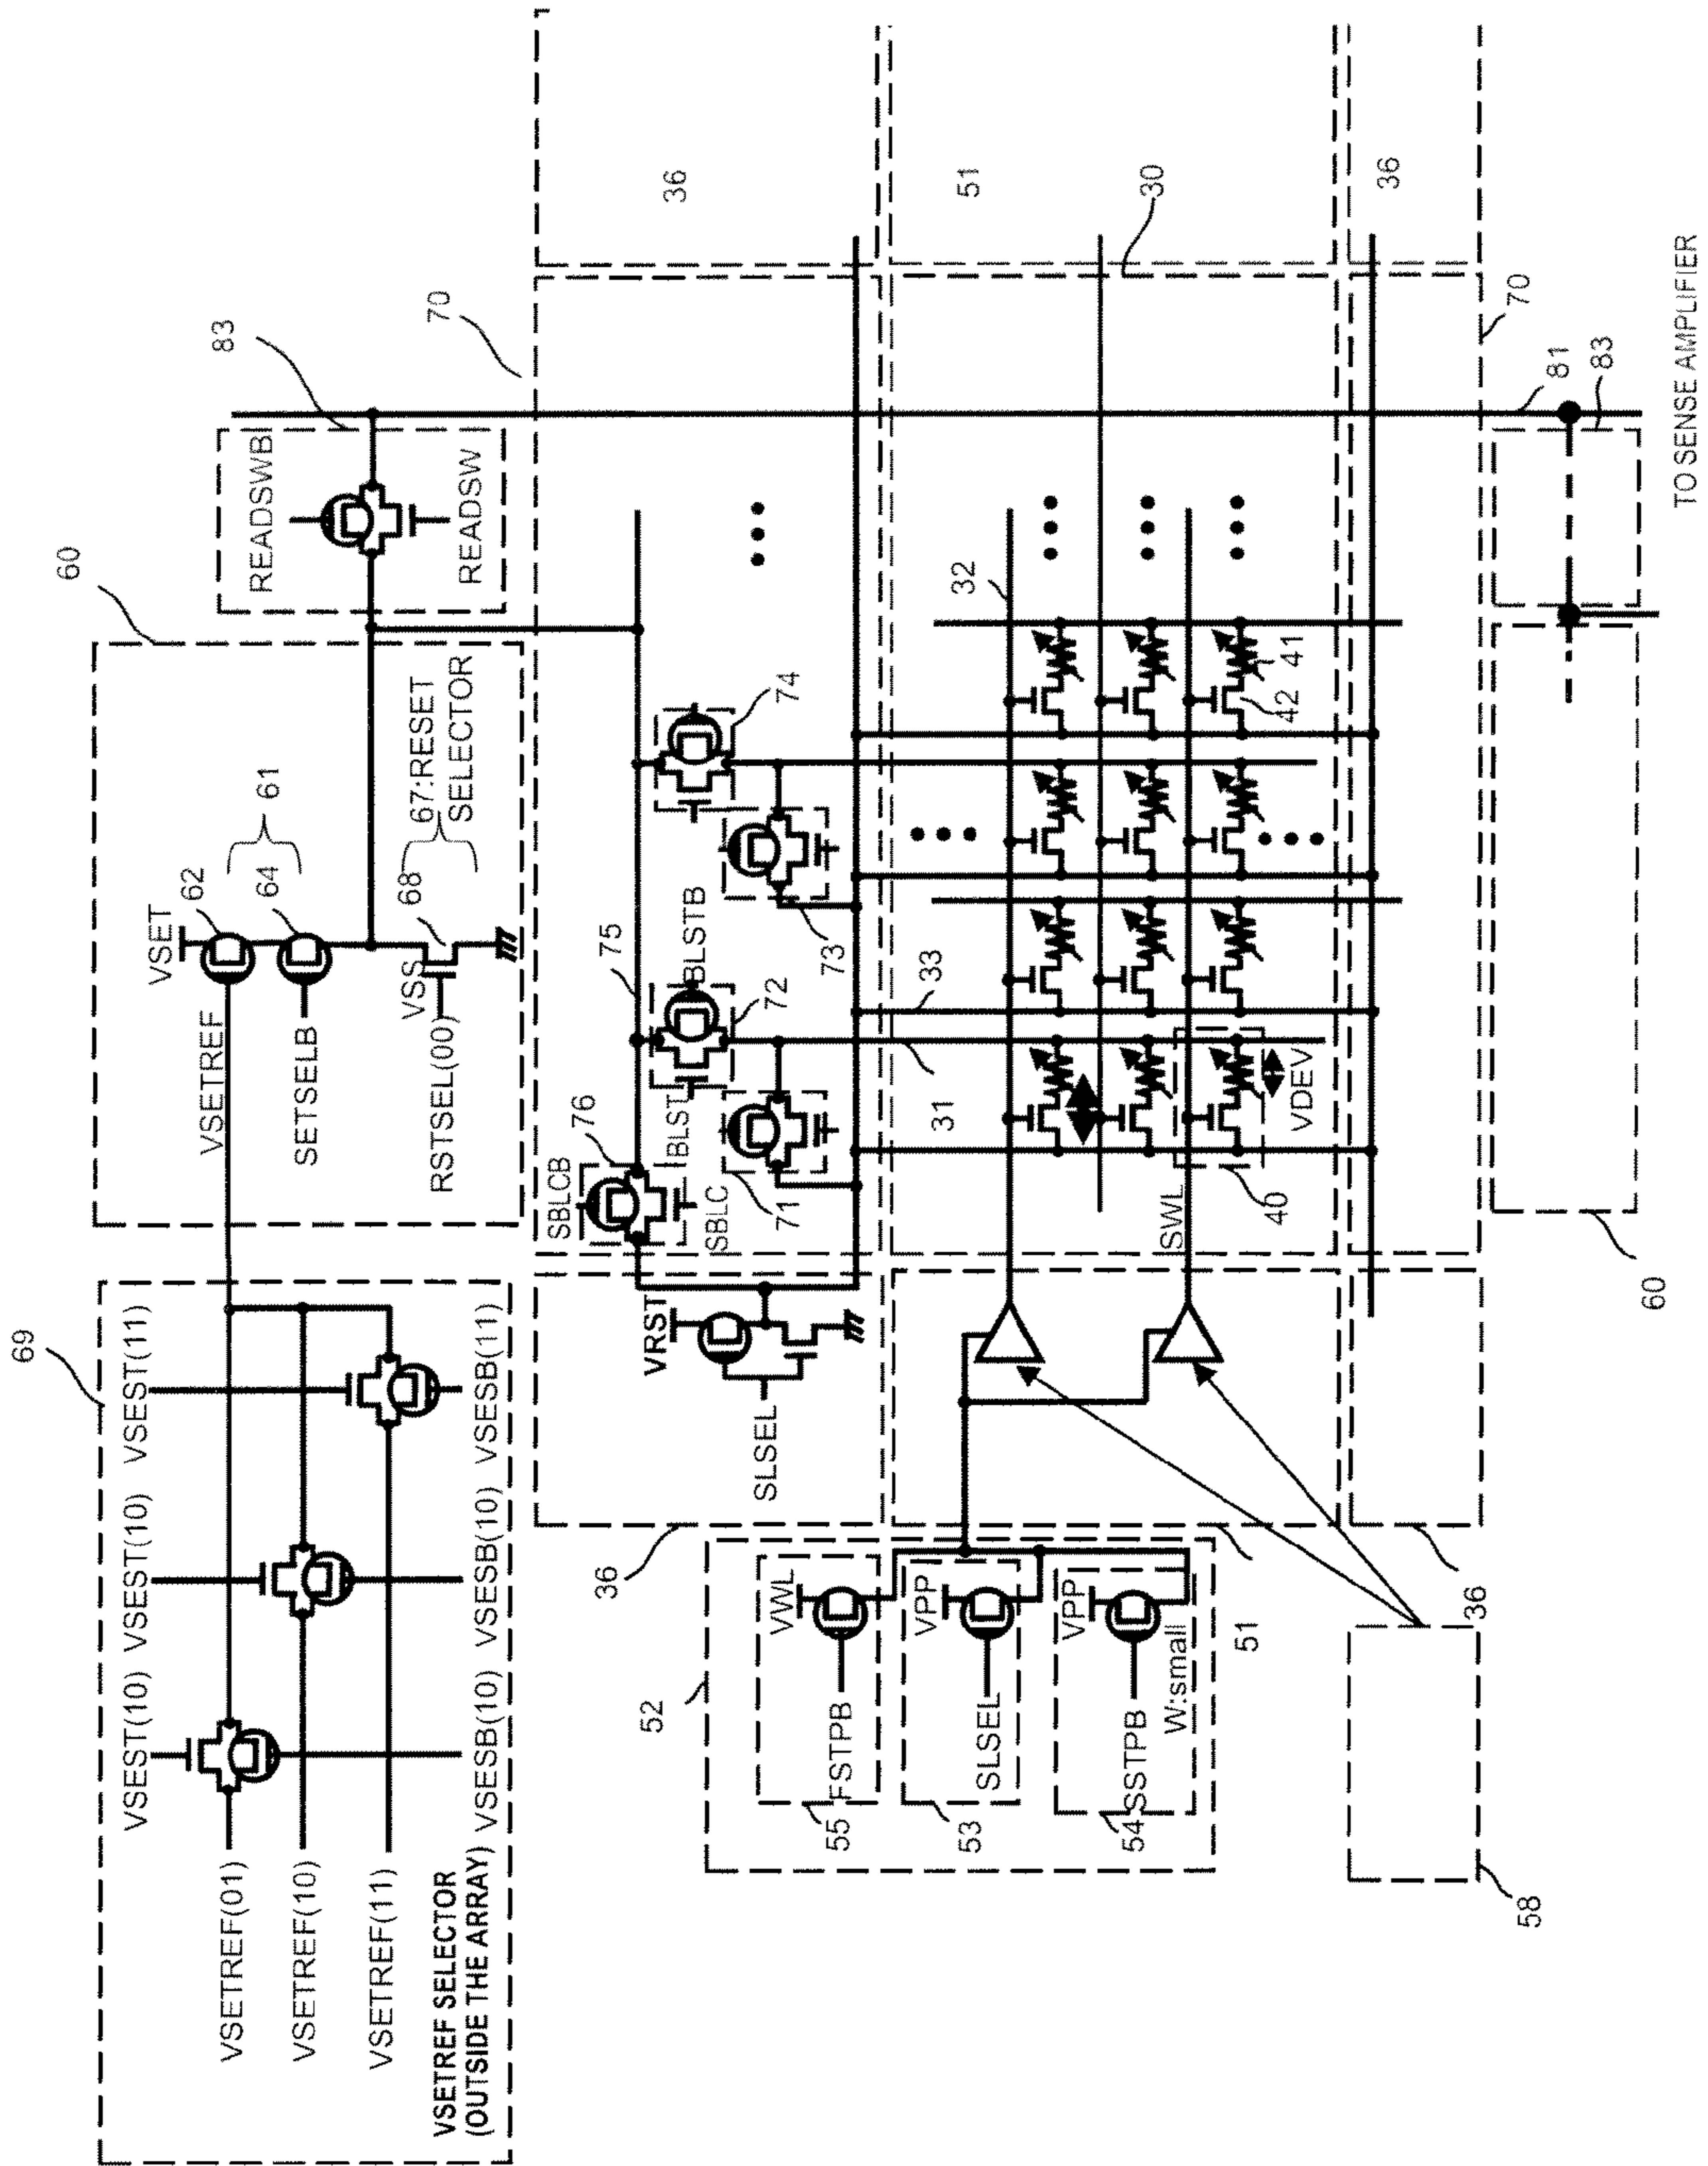 69
VSEST(10) VSEST(10) VSEST(11)
VSETREF(01)
VSETREF(10)
VSETREF(11)
VSETREF SELECTOR
(OUTSIDE THE ARRAY)
VSESB(10) VSESB(10) VSESB(11)
60
VSET
62
64
61
VSETREF
SETSELB
VSS
68
67:RESET
SELECTOR
RSTSEL(00)
83
READSWB
READSW
70
36
VRST
SLSEL
SBLCB
76
SBLC
BLST
75
BLSTB
72
71
74
73
36
51
52
VWL
FSTPB
55
VPP
SLSEL
53
VPP
SSTPB
W:small
54
51
31
33
32
30
SWL
40
VDEV
31
42
41
36
36
58
70
60
81
83
TO SENSE AMPLIFIER